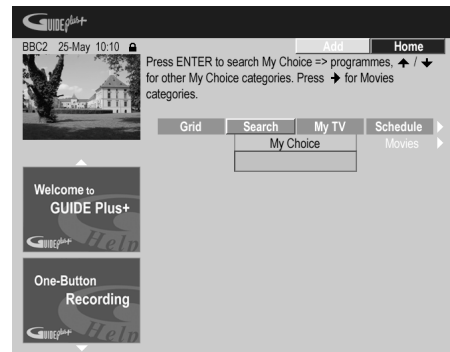 GUIDE Plus+
BBC2 25-May 10:10
Add Home
Press ENTER to search My Choice => programmes, ↑ / ↓
for other My Choice categories. Press → for Movies
categories.
Grid Search My TV Schedule
My Choice Movies
Welcome to
GUIDE Plus+
GUIDE Plus+ Help
One-Button
Recording
GUIDE Plus+ Help